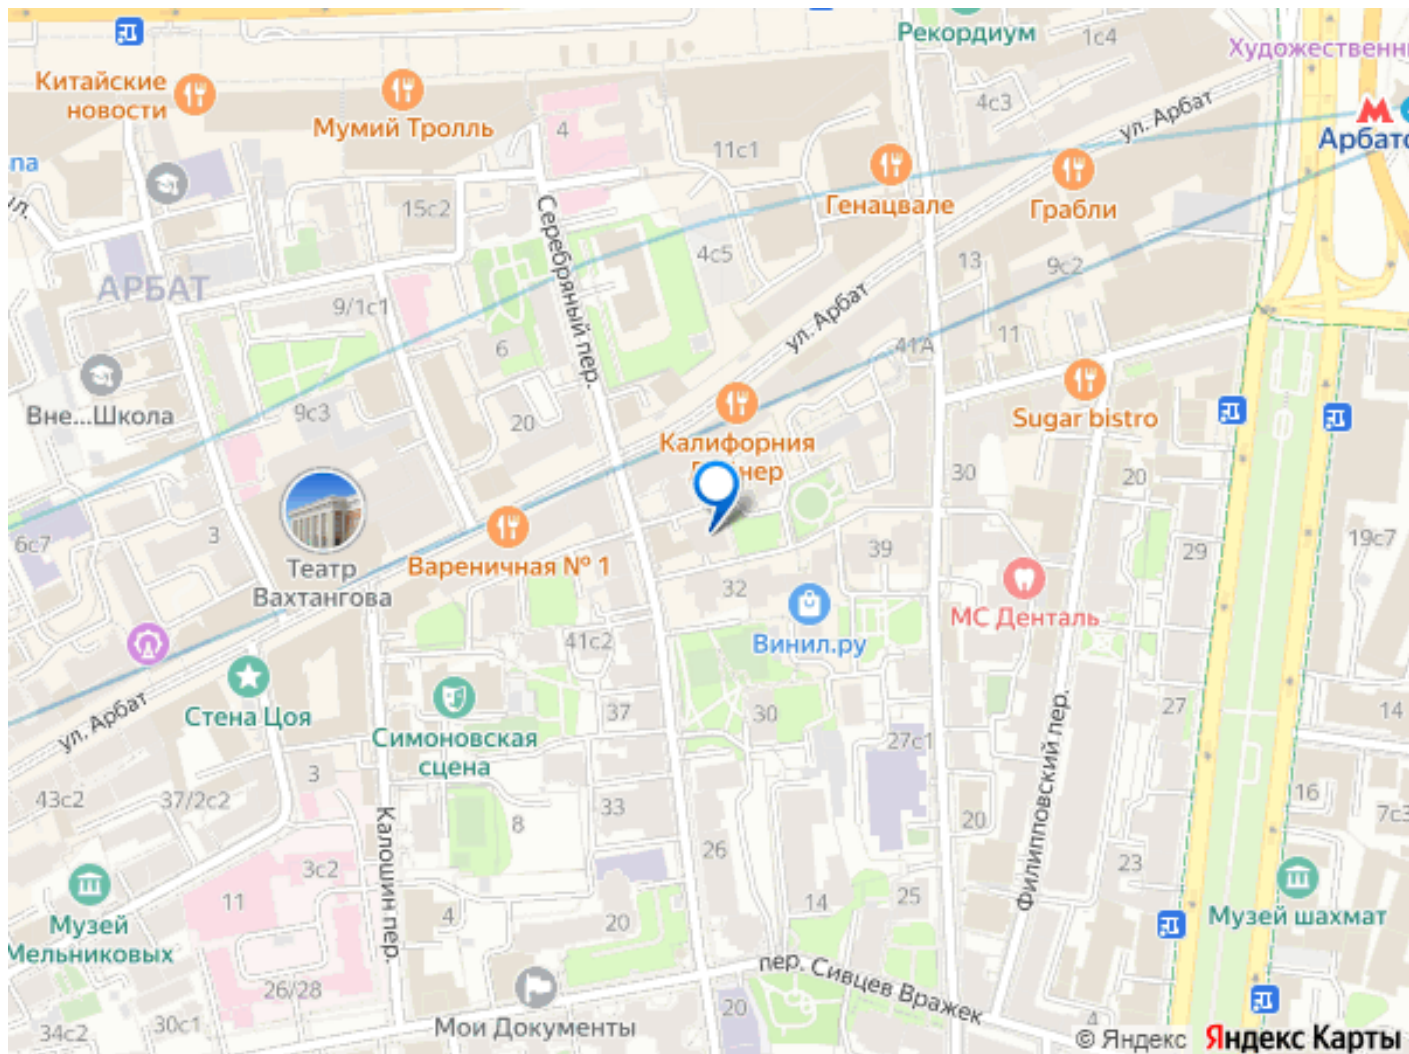 Рекордиум
1с4
Художественн
Китайские
новости
Мумий Тролль
4
4с3
ул. Арбат
Арбатс
na
ул.
11с1
15с2
Генацвале
Грабли
Серебряный пер.
4с5
13
9с2
АРБАТ
9/1с1
6
ул. Арбат
41А
11
Вне...Школа
9с3
20
Калифорния
нер
Sugar bistro
30
20
6с7
3
Театр
Вахтангова
Вареничная № 1
39
29
19с7
32
МС Денталь
Винил.ру
41с2
ул. Арбат
Стена Цоя
Симоновская
сцена
37
30
27с1
27
14
Филипповский пер.
3
43с2
37/2с2
Калошин пер.
8
33
20
16
7с3
26
23
3с2
11
4
20
14
25
Музей
Мельниковых
Музей шахмат
пер. Сивцев Вражек
26/28
34с2
30с1
Мои Документы
20
4
© Яндекс Яндекс Карты